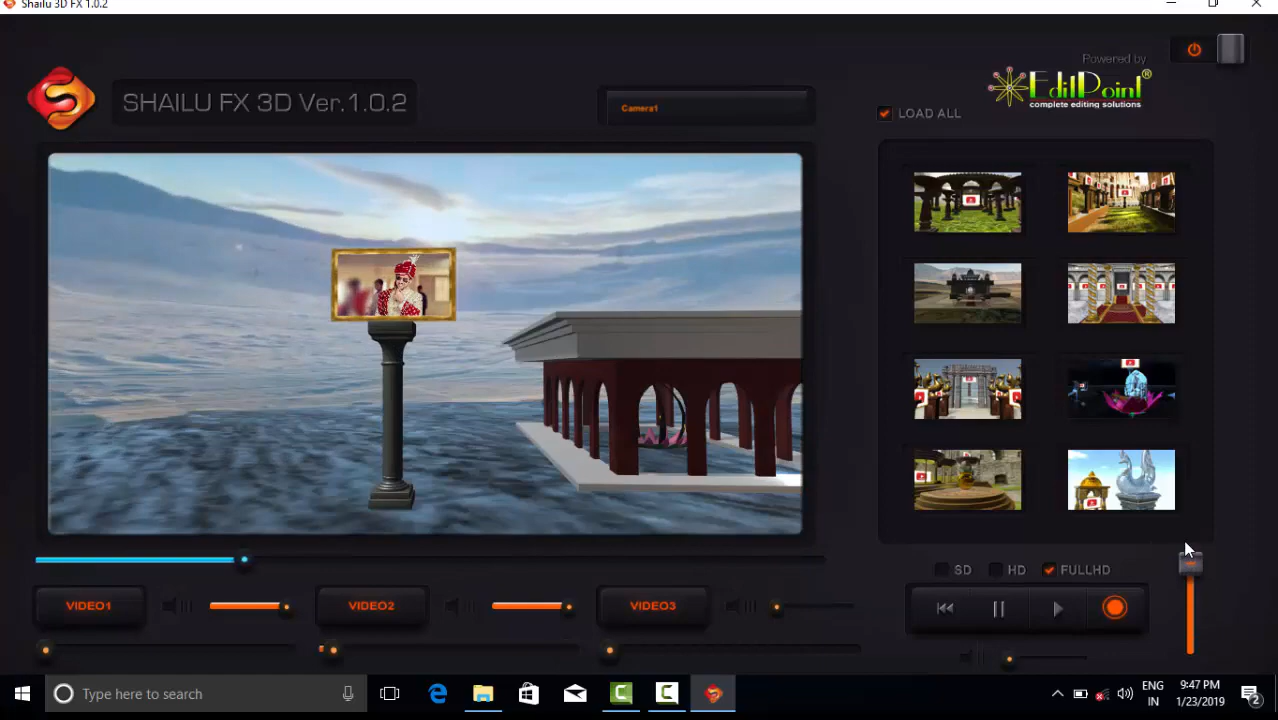 Shailu 3D FX 1.0.2
Powered by
EditPoint®
complete editing solutions
SHAILU FX 3D Ver.1.0.2
Camera1
LOAD ALL
SD HD FULLHD
VIDEO1 VIDEO2 VIDEO3
Type here to search
ENG
IN
9:47 PM
1/23/2019
2